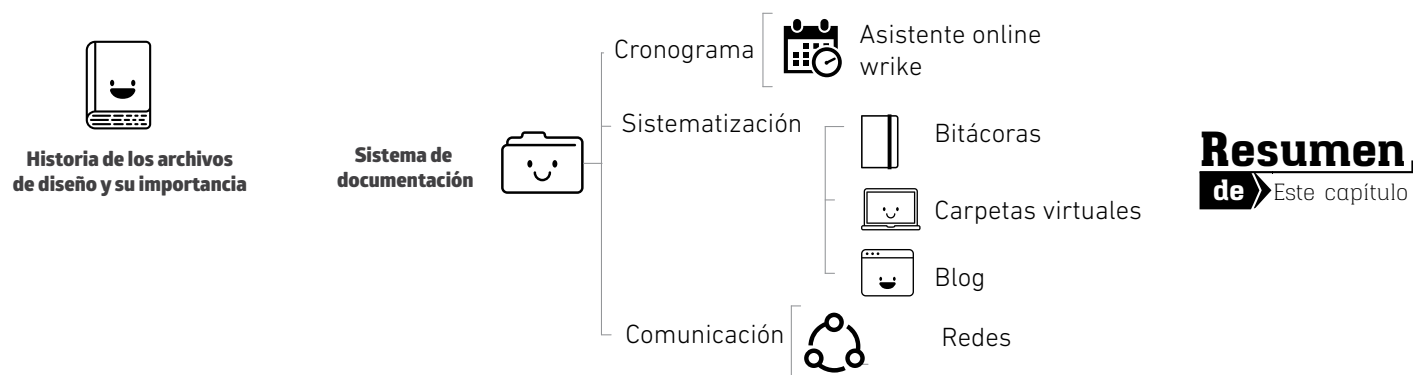 Historia de los archivos
de diseño y su importancia
Sistema de
documentación
Cronograma
Asistente online
wrike
Sistematización
Bitácoras
Carpetas virtuales
Blog
Comunicación
Redes
Resumen
de Este capítulo